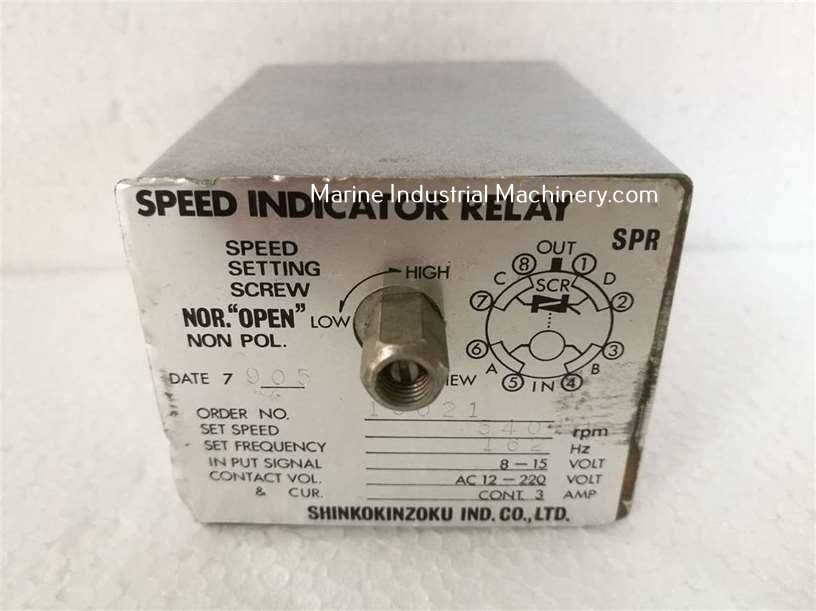 Marine Industrial Machinery.com
SPEED INDICATOR RELAY
SPR
SPEED
SETTING
SCREW
LOW HIGH
NOR. "OPEN"
NON POL.
OUT
8 1
C SCR D
7 2
6 3
A B
5 IN 4
DATE 7 905
ORDER NO.
SET SPEED rpm
SET FREQUENCY 162 Hz
IN PUT SIGNAL 8-15 VOLT
CONTACT VOL. AC 12-220 VOLT
& CUR. CONT. 3 AMP
SHINKOKINZOKU IND. CO., LTD.